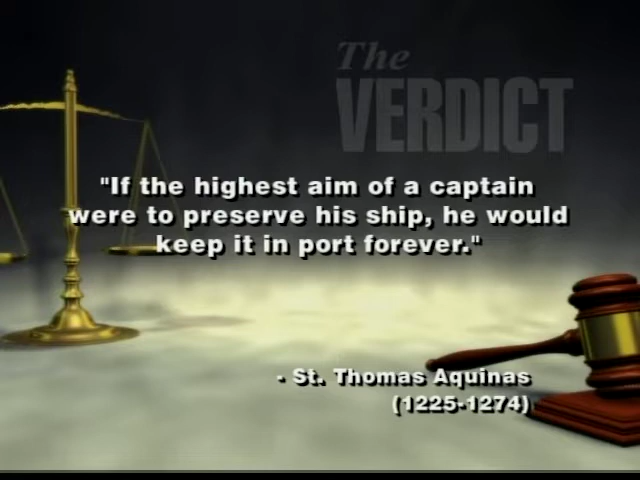 The
VERDICT
"If the highest aim of a captain
were to preserve his ship, he would
keep it in port forever."
- St. Thomas Aquinas
(1225-1274)